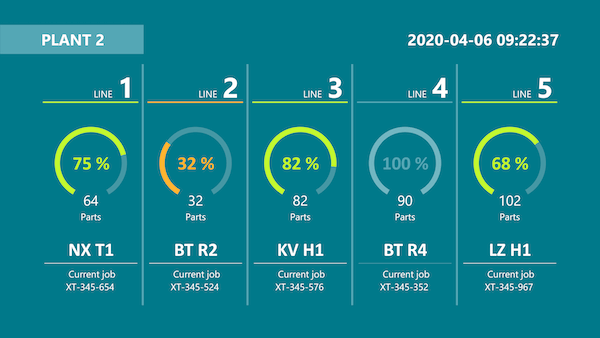 PLANT 2
2020-04-06 09:22:37
LINE 1
75 %
64
Parts
NX T1
Current job
XT-345-654
LINE 2
32 %
32
Parts
BT R2
Current job
XT-345-524
LINE 3
82 %
82
Parts
KV H1
Current job
XT-345-576
LINE 4
100 %
90
Parts
BT R4
Current job
XT-345-352
LINE 5
68 %
102
Parts
LZ H1
Current job
XT-345-967